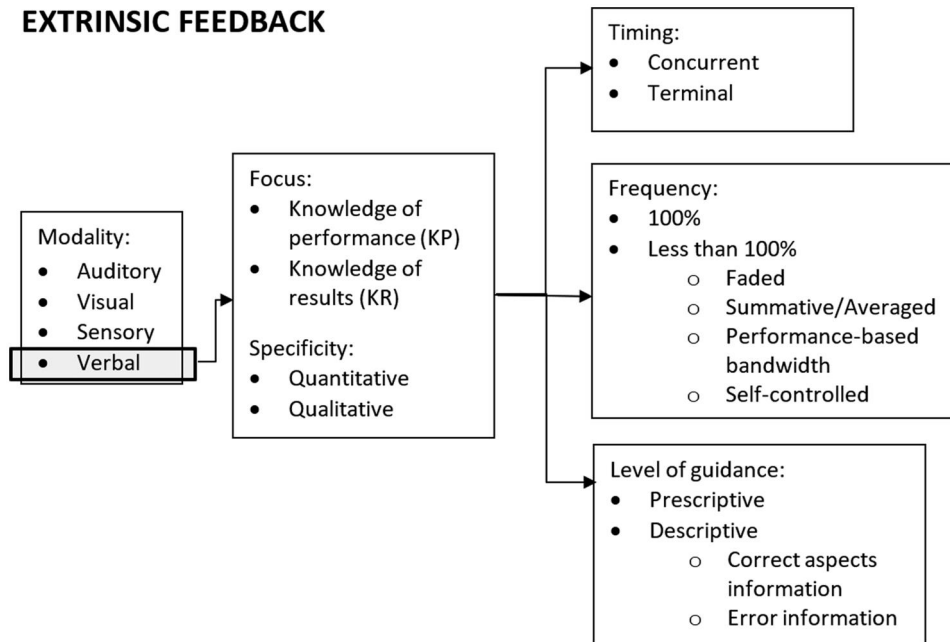 EXTRINSIC FEEDBACK
Modality:
• Auditory
• Visual
• Sensory
• Verbal
Focus:
• Knowledge of
performance (KP)
• Knowledge of
results (KR)
Specificity:
• Quantitative
• Qualitative
Timing:
• Concurrent
• Terminal
Frequency:
• 100%
• Less than 100%
o Faded
o Summative/Averaged
o Performance-based
bandwidth
o Self-controlled
Level of guidance:
• Prescriptive
• Descriptive
o Correct aspects
information
o Error information